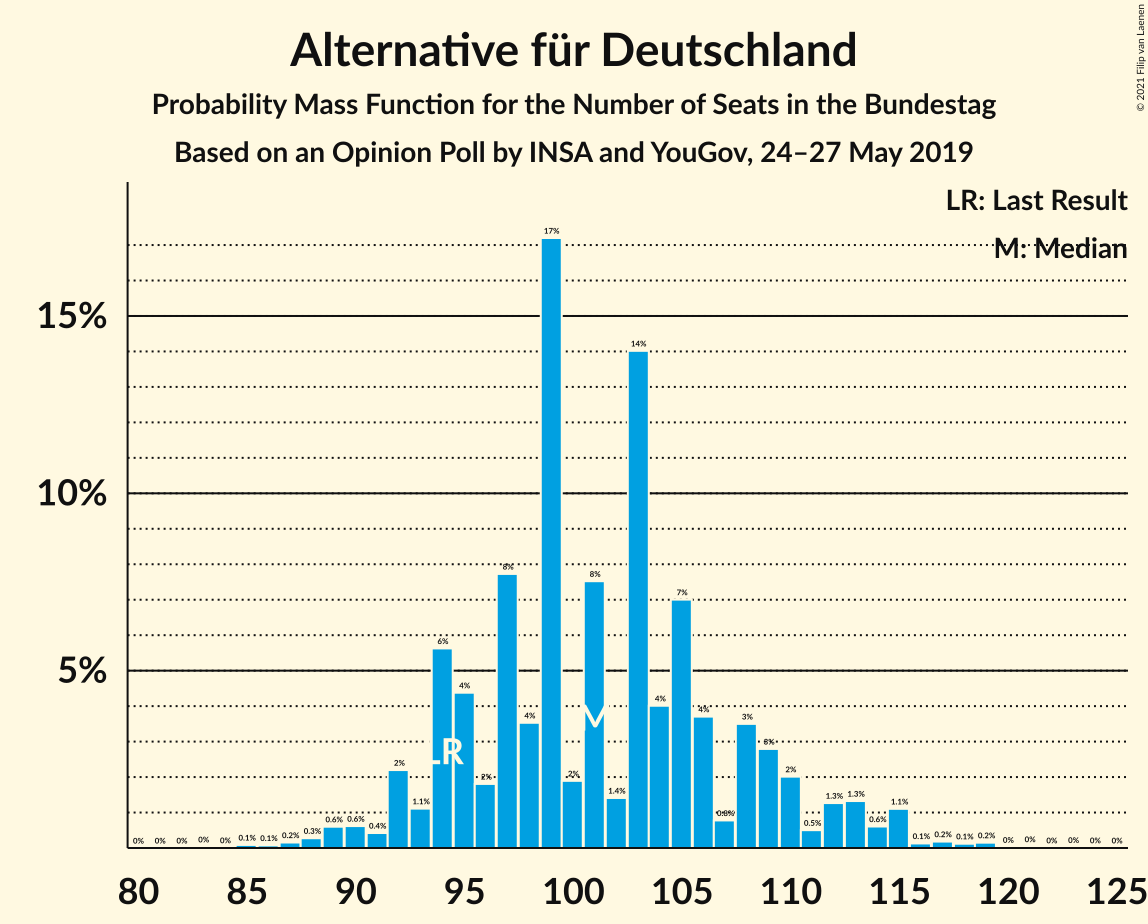 Alternative für Deutschland
Probability Mass Function for the Number of Seats in the Bundestag
Based on an Opinion Poll by INSA and YouGov, 24–27 May 2019
© 2021 Filip van Laenen
LR: Last Result
M: Median
15%
10%
5%
0% 0% 0% 0% 0% 0.1% 0.1% 0.2% 0.3% 0.6% 0.6% 0.4% 2% 1.1% 6% 4% 2% 8% 4% 17% 2% 8% 1.4% 14% 4% 7% 4% 0.8% 3% 3% 2% 0.5% 1.3% 1.3% 0.6% 1.1% 0.1% 0.2% 0.1% 0.2% 0% 0% 0% 0% 0% 0%
LR
M
80 85 90 95 100 105 110 115 120 125